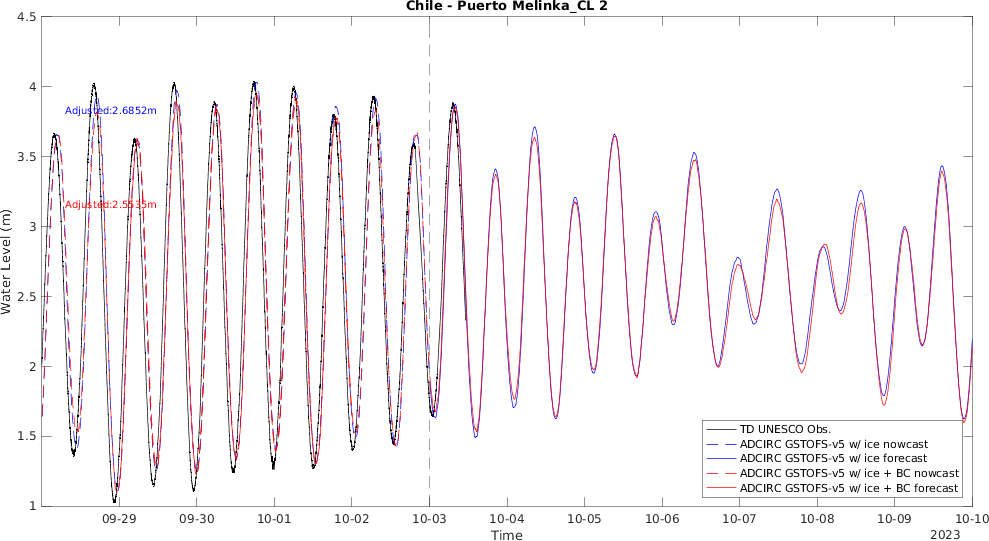 Chile - Puerto Melinka_CL 2
4.5
4
3.5
3
2.5
2
1.5
1
Water Level (m)
Adjusted:2.6852m
Adjusted:2.5535m
TD UNESCO Obs.
ADCIRC GSTOFS-v5 w/ ice nowcast
ADCIRC GSTOFS-v5 w/ ice forecast
ADCIRC GSTOFS-v5 w/ ice + BC nowcast
ADCIRC GSTOFS-v5 w/ ice + BC forecast
09-29 09-30 10-01 10-02 10-03 10-04 10-05 10-06 10-07 10-08 10-09 10-10
Time
2023